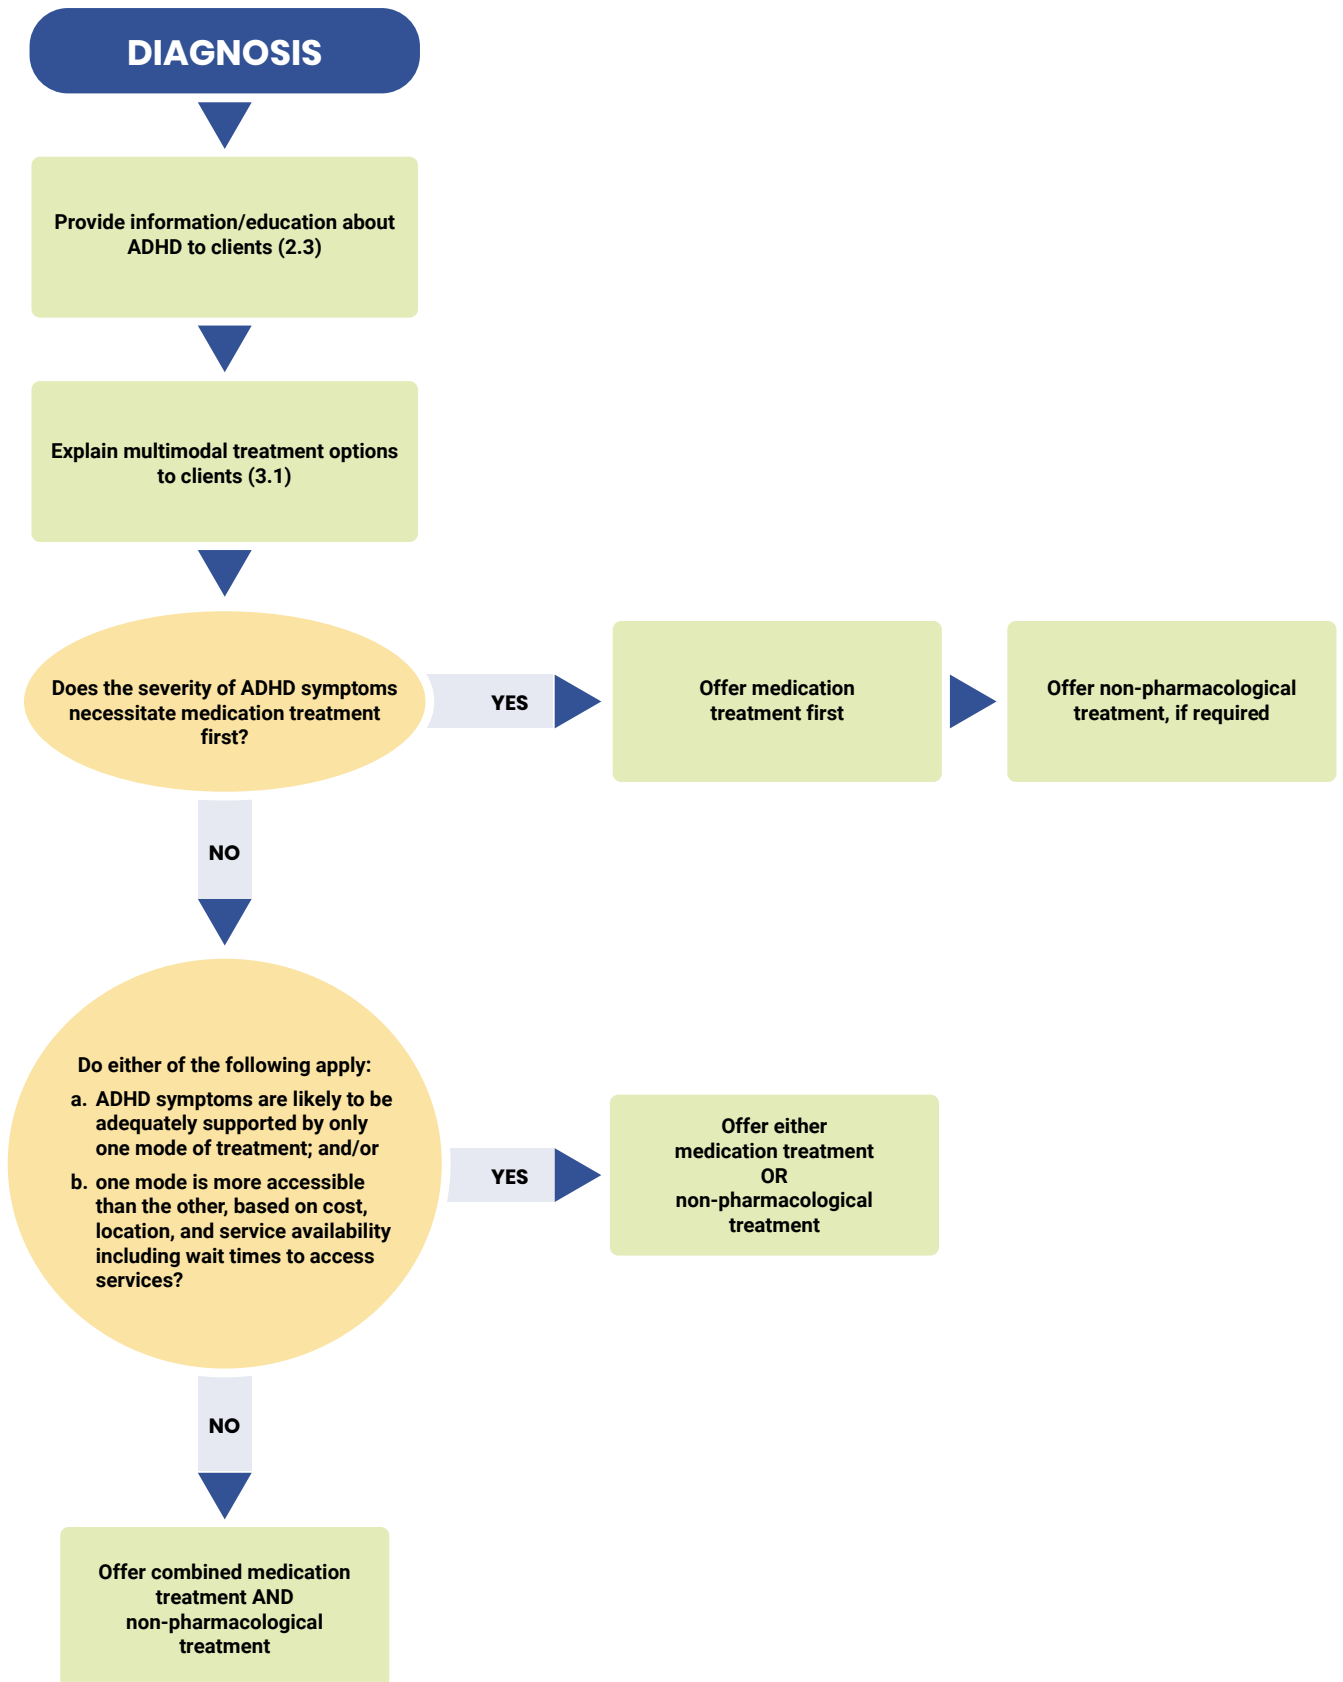 DIAGNOSIS
Provide information/education about
ADHD to clients (2.3)
Explain multimodal treatment options
to clients (3.1)
Does the severity of ADHD symptoms
necessitate medication treatment
first?
YES
Offer medication
treatment first
Offer non-pharmacological
treatment, if required
NO
Do either of the following apply:
a. ADHD symptoms are likely to be
adequately supported by only
one mode of treatment; and/or
b. one mode is more accessible
than the other, based on cost,
location, and service availability
including wait times to access
services?
YES
Offer either
medication treatment
OR
non-pharmacological
treatment
NO
Offer combined medication
treatment AND
non-pharmacological
treatment